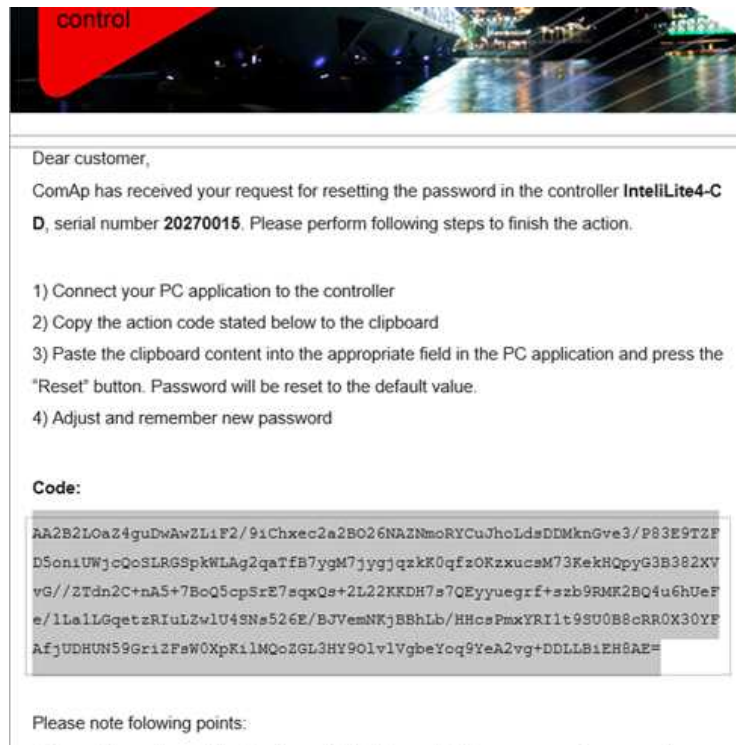 control
Dear customer,
ComAp has received your request for resetting the password in the controller InteliLite4-C
D, serial number 20270015. Please perform following steps to finish the action.
1) Connect your PC application to the controller
2) Copy the action code stated below to the clipboard
3) Paste the clipboard content into the appropriate field in the PC application and press the
"Reset" button. Password will be reset to the default value.
4) Adjust and remember new password
Code:
AA2B2LOaZ4guDwAwZLiF2/9iChxec2a2BO26NAZNmoRYCuJhoLdsDDMknGve3/P83E9TZF
D5oniUWjcQoSLRGSpkWLAg2qaTfB7ygM7jygjqzkK0qfzOKzxucsM73KekHQpyG3B382XV
vG//ZTdn2C+nA5+7BoQ5cpSrE7sqxQs+2L22KKDH7s7QEyyuegrf+szb9RMK2BQ4u6hUeF
e/lLalLGqetzRIuLZwlU4SNs526E/BJVemNKjBBhLb/HHcsPmxYRIlt9SU0B8cRR0X30YF
AfjUDHUN59GriZFsW0XpKilMQoZGL3HY9OlvlVgbeYoq9YeA2vg+DDLLBiEH8AE=
Please note folowing points: